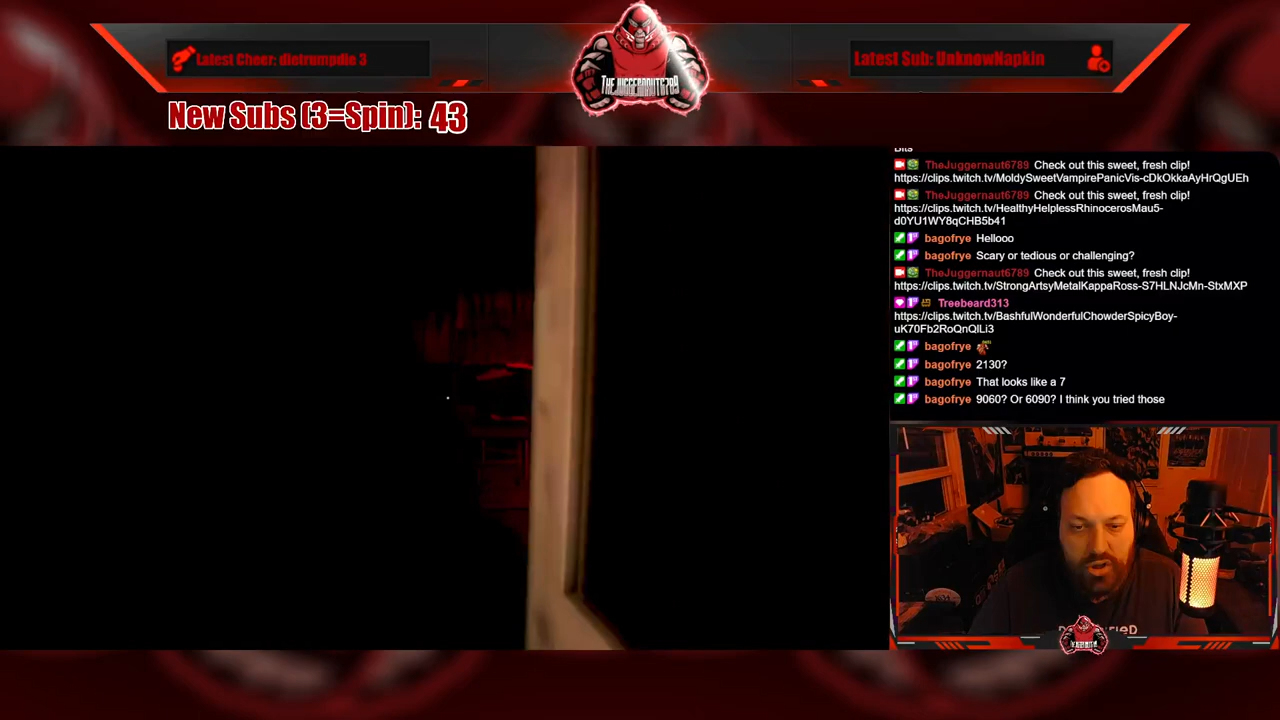 Latest Cheer: dietrumpdie 3
THEJUGGERNAUT6789
Latest Sub: UnknowNapkin
New Subs (3=Spin): 43
Bits
TheJuggernaut6789 Check out this sweet, fresh clip!
https://clips.twitch.tv/MoldySweetVampirePanicVis-cDkOkkaAyHrQgUEh
TheJuggernaut6789 Check out this sweet, fresh clip!
https://clips.twitch.tv/HealthyHelplessRhinocerosMau5-
d0YU1WY8qCHB5b41
bagofrye Hellooo
bagofrye Scary or tedious or challenging?
TheJuggernaut6789 Check out this sweet, fresh clip!
https://clips.twitch.tv/StrongArtsyMetalKappaRoss-S7HLNJcMn-StxMXP
Treebeard313
https://clips.twitch.tv/BashfulWonderfulChowderSpicyBoy-
uK70Fb2RoQnQlLi3
bagofrye
bagofrye 2130?
bagofrye That looks like a 7
bagofrye 9060? Or 6090? I think you tried those